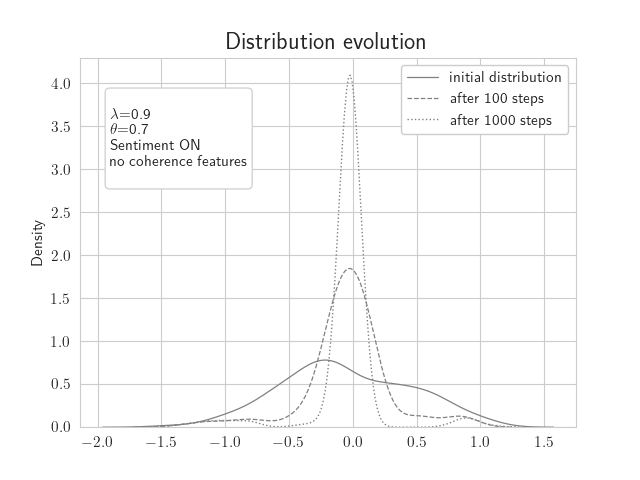 Distribution evolution
initial distribution
after 100 steps
after 1000 steps
λ=0.9
θ=0.7
Sentiment ON
no coherence features
Density
4.0
3.5
3.0
2.5
2.0
1.5
1.0
0.5
0.0
−2.0 −1.5 −1.0 −0.5 0.0 0.5 1.0 1.5